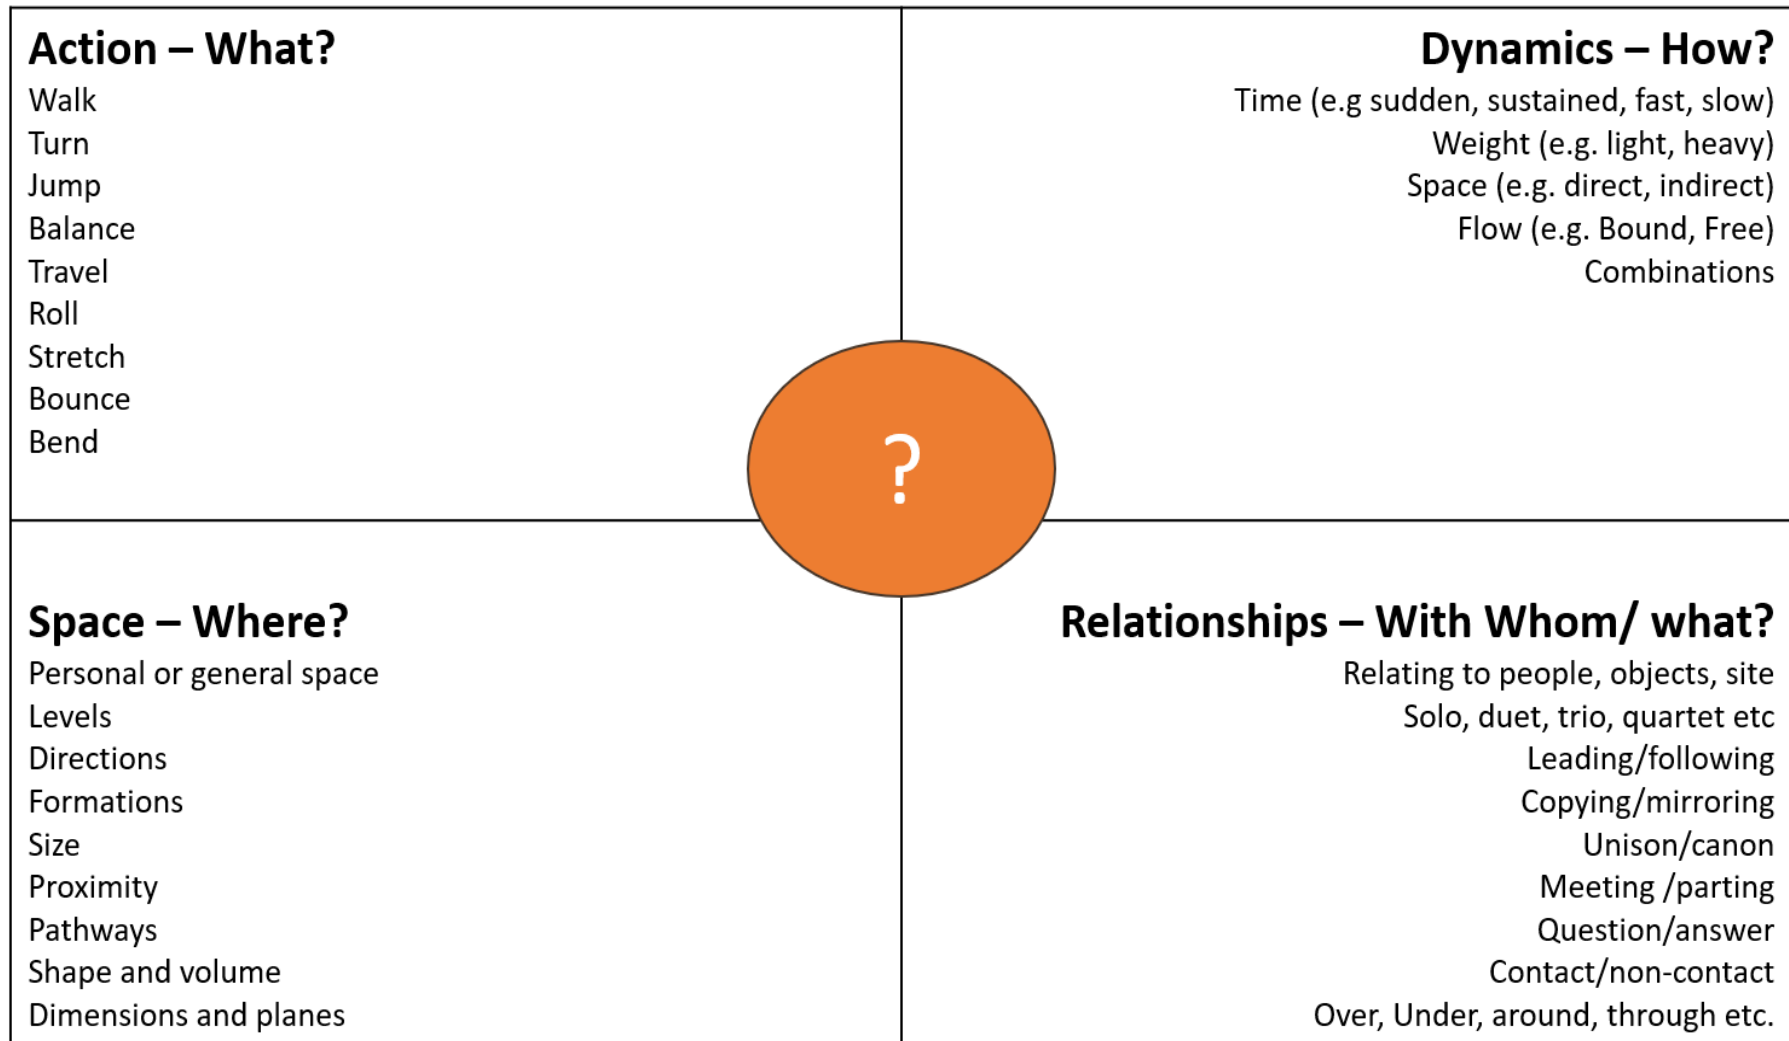 Action – What?
Walk
Turn
Jump
Balance
Travel
Roll
Stretch
Bounce
Bend
Dynamics – How?
Time (e.g sudden, sustained, fast, slow)
Weight (e.g. light, heavy)
Space (e.g. direct, indirect)
Flow (e.g. Bound, Free)
Combinations
?
Space – Where?
Personal or general space
Levels
Directions
Formations
Size
Proximity
Pathways
Shape and volume
Dimensions and planes
Relationships – With Whom/ what?
Relating to people, objects, site
Solo, duet, trio, quartet etc
Leading/following
Copying/mirroring
Unison/canon
Meeting /parting
Question/answer
Contact/non-contact
Over, Under, around, through etc.